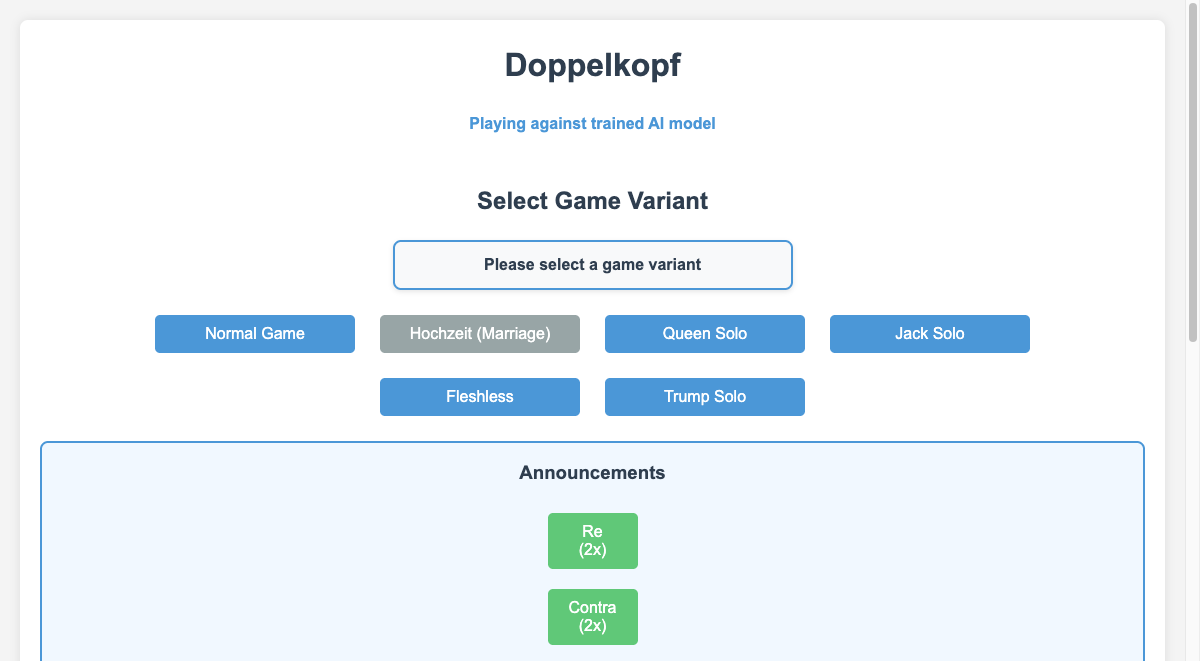 Doppelkopf
Playing against trained AI model
Select Game Variant
Please select a game variant
Normal Game
Hochzeit (Marriage)
Queen Solo
Jack Solo
Fleshless
Trump Solo
Announcements
Re
(2x)
Contra
(2x)